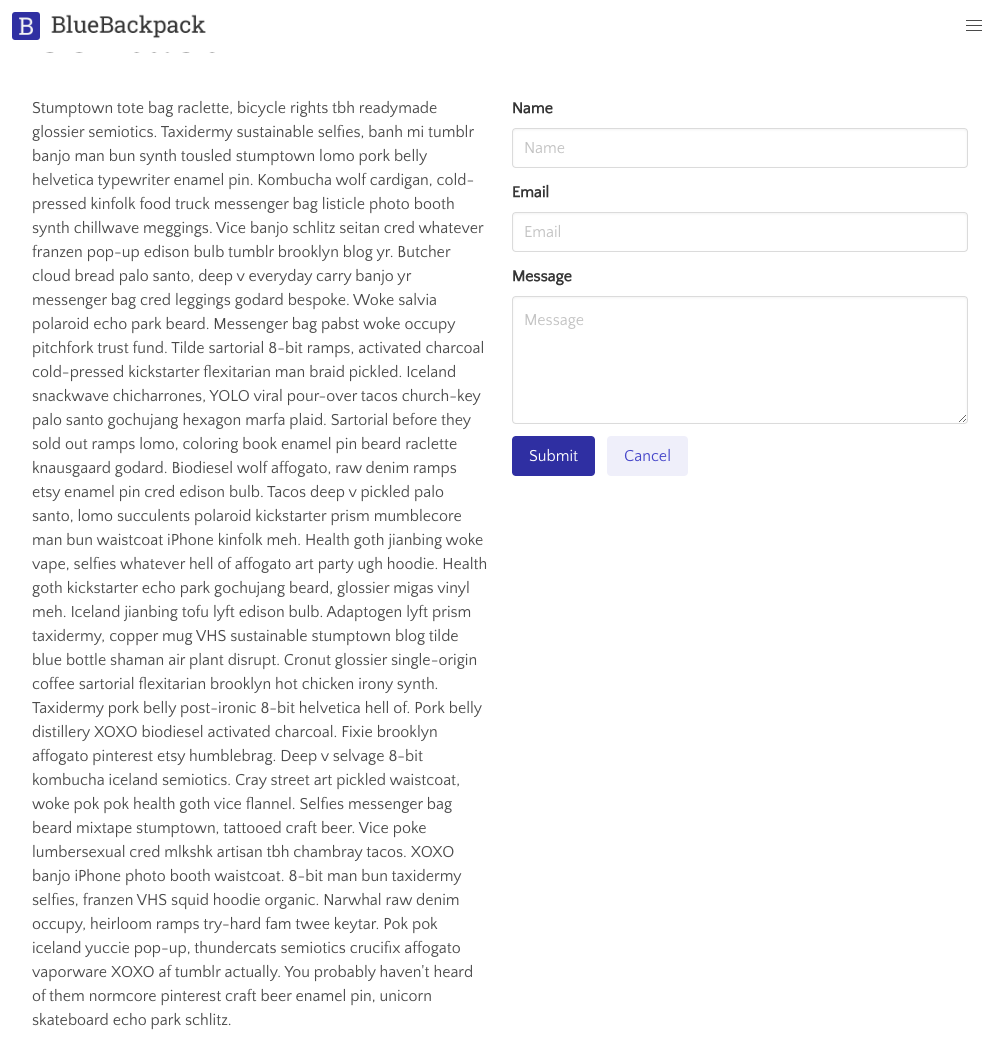 B BlueBackpack
Stumptown tote bag raclette, bicycle rights tbh readymade
glossier semiotics. Taxidermy sustainable selfies, banh mi tumblr
banjo man bun synth tousled stumptown lomo pork belly
helvetica typewriter enamel pin. Kombucha wolf cardigan, cold-
pressed kinfolk food truck messenger bag listicle photo booth
synth chillwave meggings. Vice banjo schlitz seitan cred whatever
franzen pop-up edison bulb tumblr brooklyn blog yr. Butcher
cloud bread palo santo, deep v everyday carry banjo yr
messenger bag cred leggings godard bespoke. Woke salvia
polaroid echo park beard. Messenger bag pabst woke occupy
pitchfork trust fund. Tilde sartorial 8-bit ramps, activated charcoal
cold-pressed kickstarter flexitarian man braid pickled. Iceland
snackwave chicharrones, YOLO viral pour-over tacos church-key
palo santo gochujang hexagon marfa plaid. Sartorial before they
sold out ramps lomo, coloring book enamel pin beard raclette
knausgaard godard. Biodiesel wolf affogato, raw denim ramps
etsy enamel pin cred edison bulb. Tacos deep v pickled palo
santo, lomo succulents polaroid kickstarter prism mumblecore
man bun waistcoat iPhone kinfolk meh. Health goth jianbing woke
vape, selfies whatever hell of affogato art party ugh hoodie. Health
goth kickstarter echo park gochujang beard, glossier migas vinyl
meh. Iceland jianbing tofu lyft edison bulb. Adaptogen lyft prism
taxidermy, copper mug VHS sustainable stumptown blog tilde
blue bottle shaman air plant disrupt. Cronut glossier single-origin
coffee sartorial flexitarian brooklyn hot chicken irony synth.
Taxidermy pork belly post-ironic 8-bit helvetica hell of. Pork belly
distillery XOXO biodiesel activated charcoal. Fixie brooklyn
affogato pinterest etsy humblebrag. Deep v selvage 8-bit
kombucha iceland semiotics. Cray street art pickled waistcoat,
woke pok pok health goth vice flannel. Selfies messenger bag
beard mixtape stumptown, tattooed craft beer. Vice poke
lumbersexual cred mlkshk artisan tbh chambray tacos. XOXO
banjo iPhone photo booth waistcoat. 8-bit man bun taxidermy
selfies, franzen VHS squid hoodie organic. Narwhal raw denim
occupy, heirloom ramps try-hard fam twee keytar. Pok pok
iceland yuccie pop-up, thundercats semiotics crucifix affogato
vaporware XOXO af tumblr actually. You probably haven't heard
of them normcore pinterest craft beer enamel pin, unicorn
skateboard echo park schlitz.
Name
Name
Email
Email
Message
Message
Submit Cancel